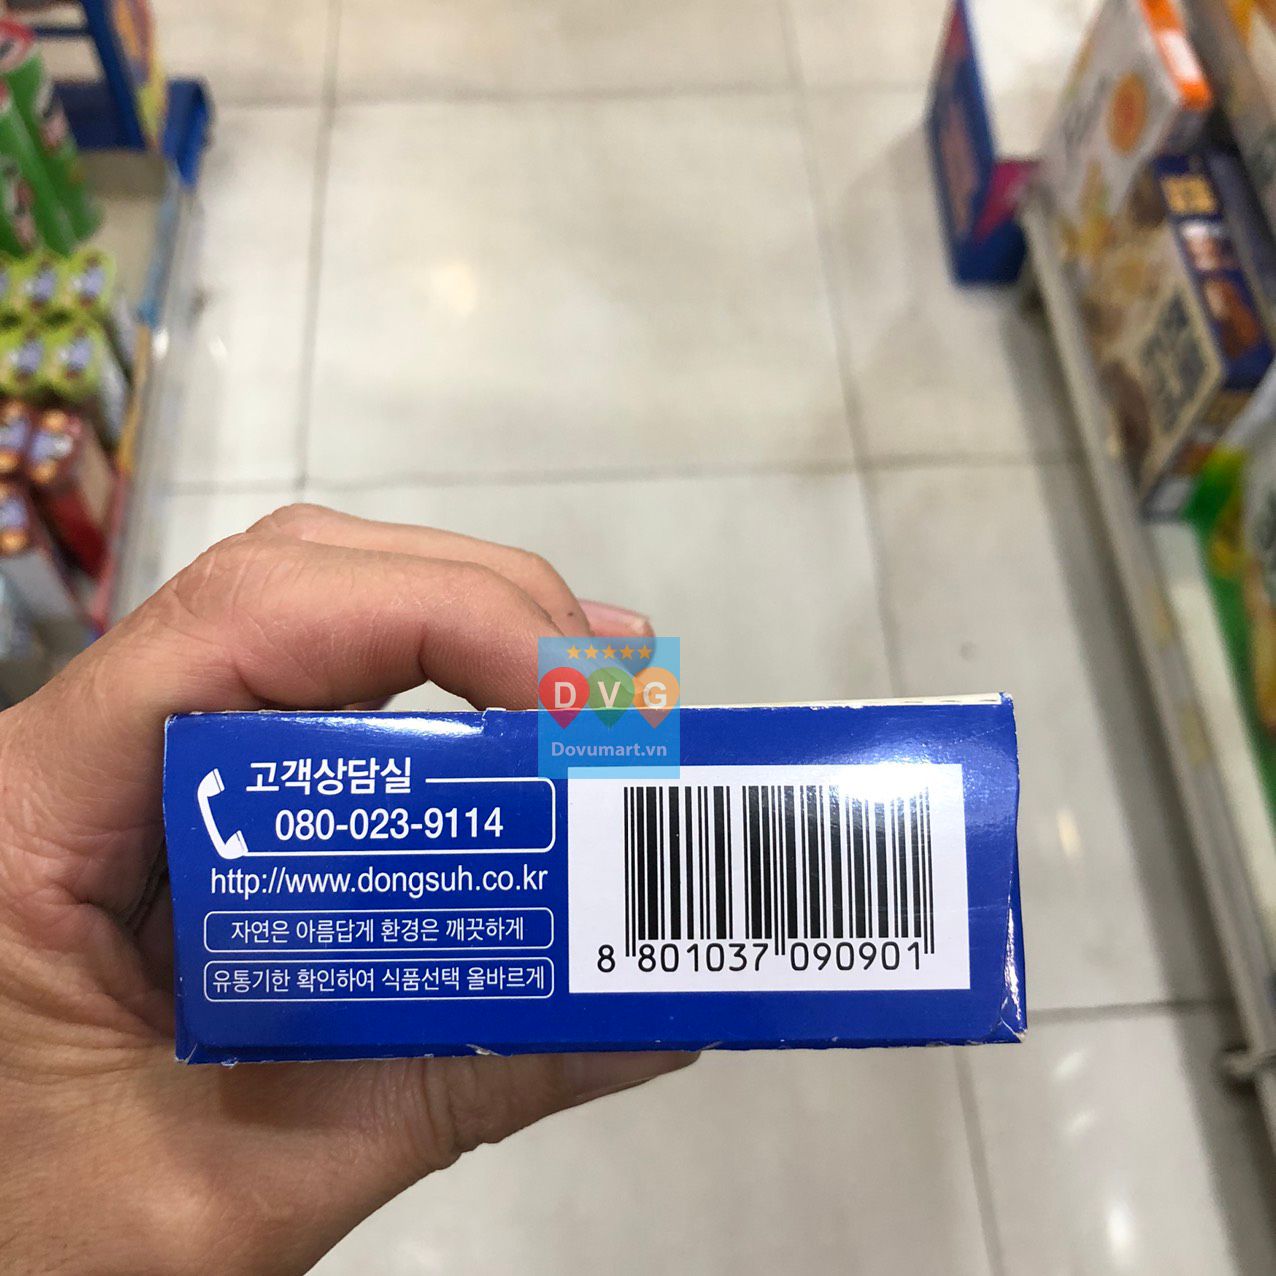 ★★★★★
DVG
Dovumart.vn
고객상담실
080-023-9114
http://www.dongsuh.co.kr
자연은 아름답게 환경은 깨끗하게
유통기한 확인하여 식품선택 올바르게
8 801037 090901